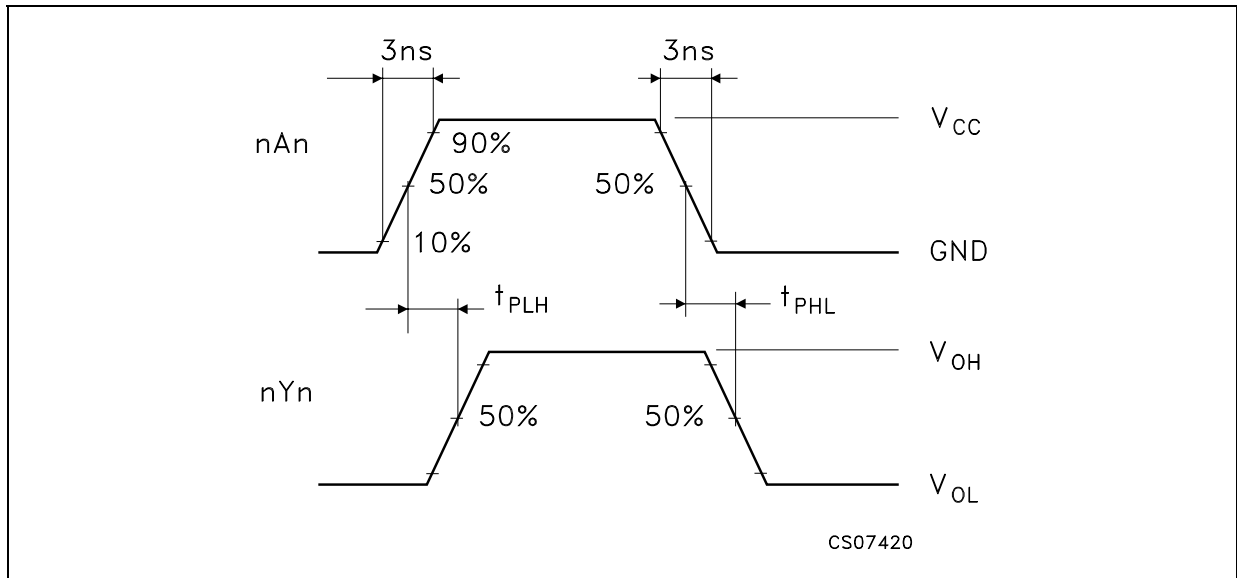 3ns 3ns
V_CC
nAn
90%
50% 50%
10%
GND
t_PLH t_PHL
V_OH
nYn
50% 50%
V_OL
CS07420